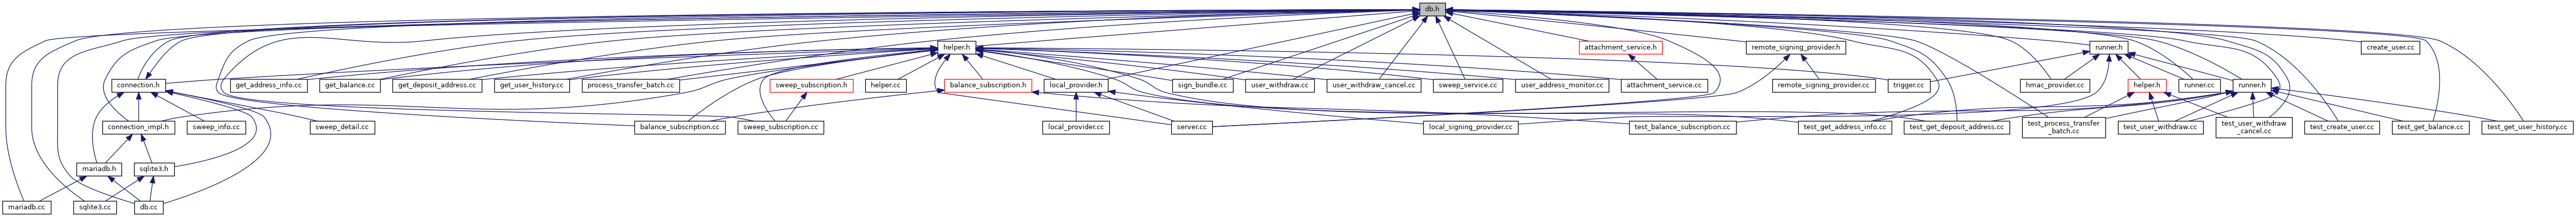 db.h
helper.h
attachment_service.h
remote_signing_provider.h
runner.h
create_user.cc
connection.h
get_address_info.cc
get_balance.cc
get_deposit_address.cc
get_user_history.cc
process_transfer_batch.cc
sweep_subscription.h
helper.cc
balance_subscription.h
local_provider.h
sign_bundle.cc
user_withdraw.cc
user_withdraw_cancel.cc
sweep_service.cc
user_address_monitor.cc
attachment_service.cc
remote_signing_provider.cc
trigger.cc
hmac_provider.cc
helper.h
runner.cc
runner.h
connection_impl.h
sweep_info.cc
sweep_detail.cc
balance_subscription.cc
sweep_subscription.cc
local_provider.cc
server.cc
local_signing_provider.cc
test_balance_subscription.cc
test_get_address_info.cc
test_get_deposit_address.cc
test_process_transfer
_batch.cc
test_user_withdraw.cc
test_user_withdraw
_cancel.cc
test_create_user.cc
test_get_balance.cc
test_get_user_history.cc
mariadb.h
sqlite3.h
mariadb.cc
sqlite3.cc
db.cc